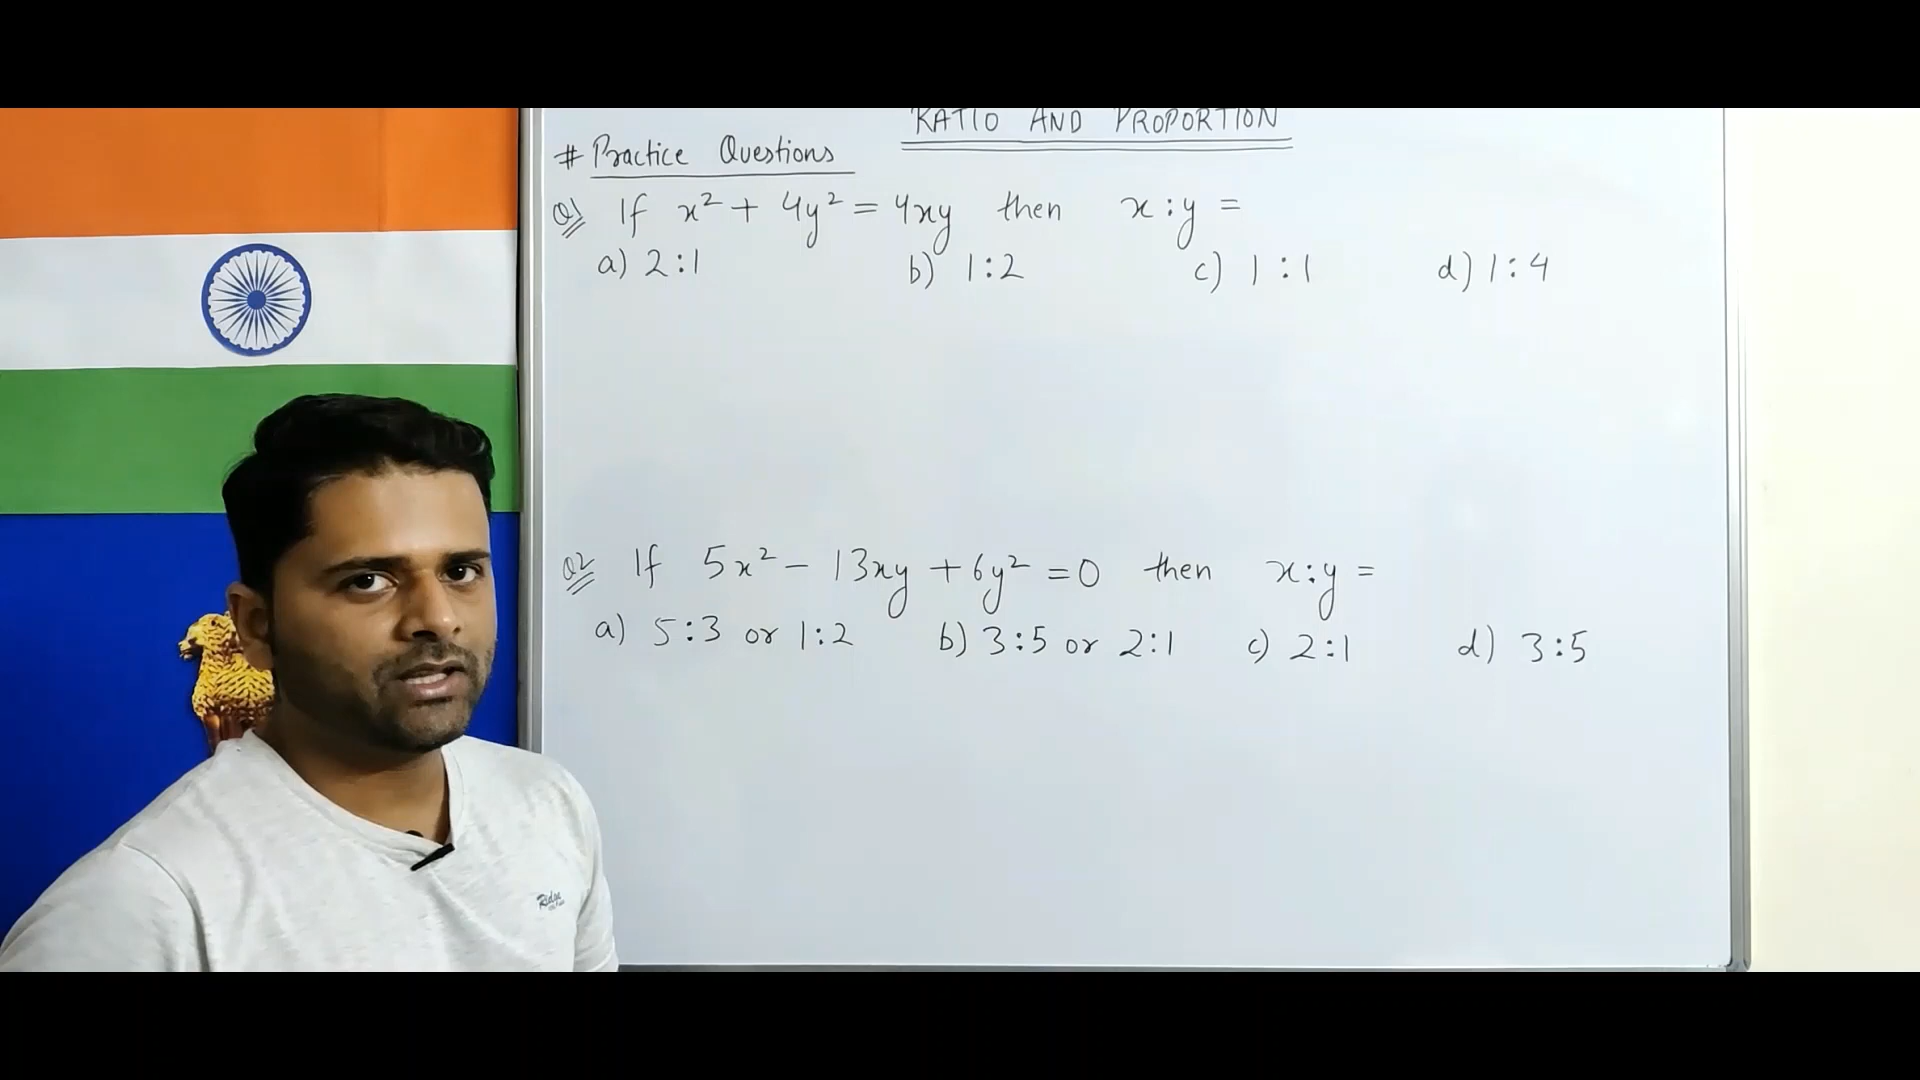 RATIO AND PROPORTION
# Practice Questions
Q1 If x² + 4y² = 4xy then x:y =
a) 2:1 b) 1:2 c) 1:1 d) 1:4
Q2 If 5x² - 13xy + 6y² = 0 then x:y =
a) 5:3 or 1:2 b) 3:5 or 2:1 c) 2:1 d) 3:5
Ridge